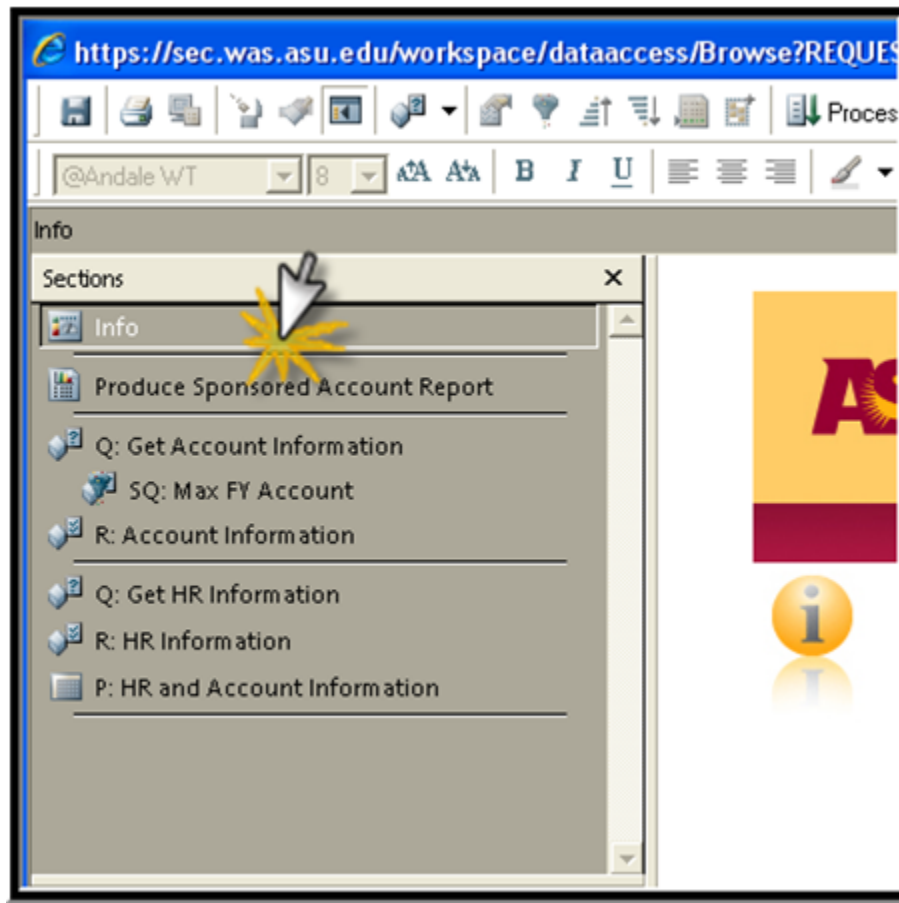 https://sec.was.asu.edu/workspace/dataaccess/Browse?REQUES
Proces
@Andale WT 8 B I U
Info
Sections
Info
Produce Sponsored Account Report
Q: Get Account Information
SQ: Max FY Account
R: Account Information
Q: Get HR Information
R: HR Information
P: HR and Account Information
AS
i